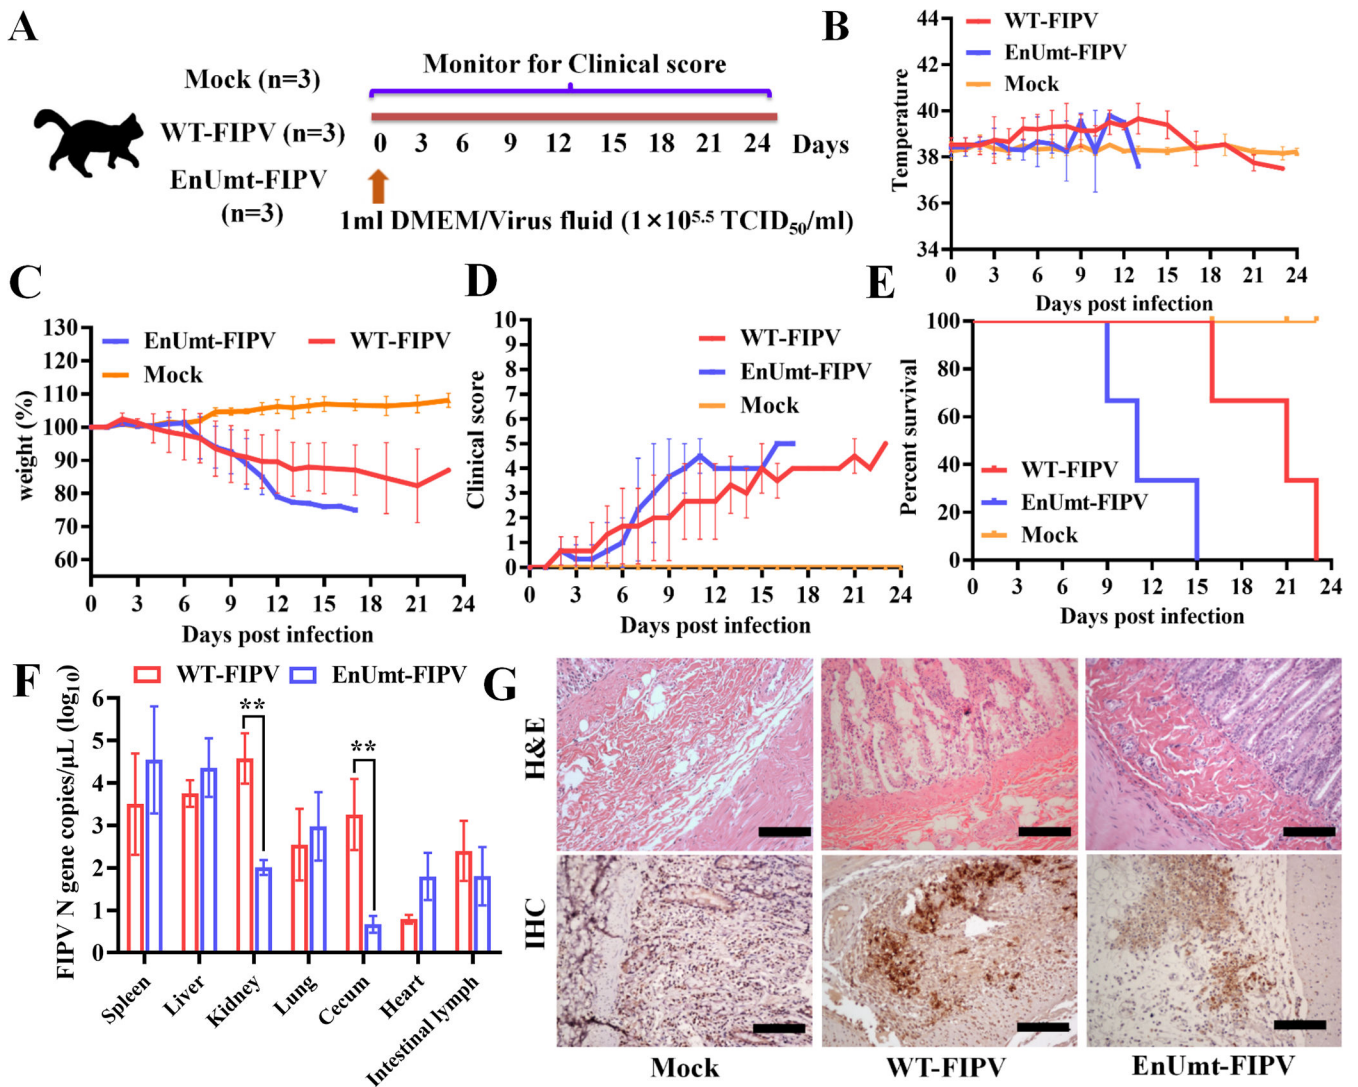 A
Mock (n=3)
WT-FIPV (n=3)
EnUmt-FIPV
(n=3)
Monitor for Clinical score
0 3 6 9 12 15 18 21 24 Days
1ml DMEM/Virus fluid (1×10^5.5 TCID50/ml)
B
WT-FIPV
EnUmt-FIPV
Mock
Temperature
44
42
40
38
36
34
0 3 6 9 12 15 18 21 24
Days post infection
C
EnUmt-FIPV
WT-FIPV
Mock
weight (%)
130
120
110
100
90
80
70
60
0 3 6 9 12 15 18 21 24
Days post infection
D
WT-FIPV
EnUmt-FIPV
Mock
Clinical score
10
9
8
7
6
5
4
3
2
1
0
0 3 6 9 12 15 18 21 24
Days post infection
E
Percent survival
100
80
60
40
20
0
WT-FIPV
EnUmt-FIPV
Mock
0 3 6 9 12 15 18 21 24
Days post infection
F
WT-FIPV EnUmt-FIPV
FIPV N gene copies/μL (log10)
6
5
4
3
2
1
0
**
**
Spleen
Liver
Kidney
Lung
Cecum
Heart
Intestinal lymph
G
H&E
IHC
Mock
WT-FIPV
EnUmt-FIPV